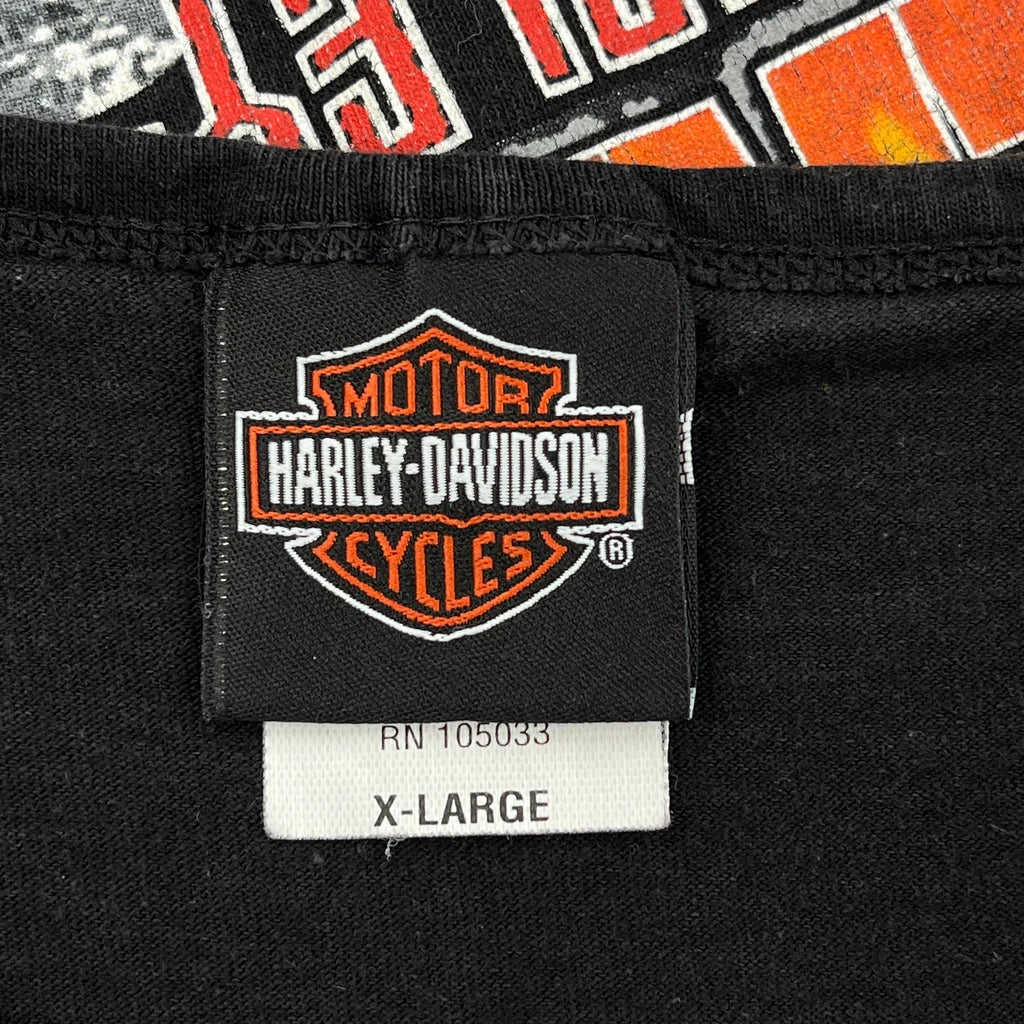 MOTOR
HARLEY-DAVIDSON
CYCLES
®
RN 105033
X-LARGE